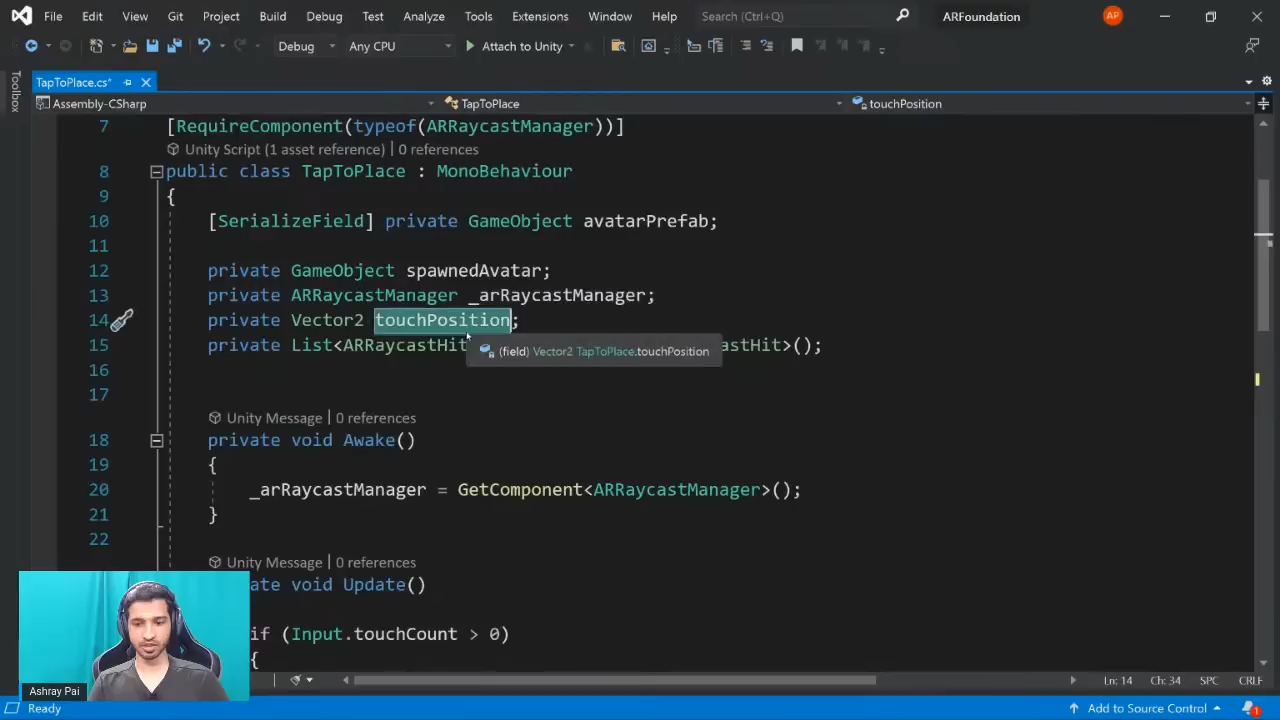 File Edit View Git Project Build Debug Test Analyze Tools Extensions Window Help Search (Ctrl+Q) ARFoundation AP
Debug Any CPU Attach to Unity
TapToPlace.cs*
Toolbox
Assembly-CSharp TapToPlace touchPosition
7 [RequireComponent(typeof(ARRaycastManager))]
Unity Script (1 asset reference) | 0 references
8 public class TapToPlace : MonoBehaviour
9 {
10 [SerializeField] private GameObject avatarPrefab;
11
12 private GameObject spawnedAvatar;
13 private ARRaycastManager _arRaycastManager;
14 private Vector2 touchPosition;
15 private List<ARRaycastHit castHit>();
(field) Vector2 TapToPlace.touchPosition
16
17
Unity Message | 0 references
18 private void Awake()
19 {
20 _arRaycastManager = GetComponent<ARRaycastManager>();
21 }
22
Unity Message | 0 references
ate void Update()
if (Input.touchCount > 0)
{
Ashray Pai
Ln: 14 Ch: 34 SPC CRLF
Ready Add to Source Control 1